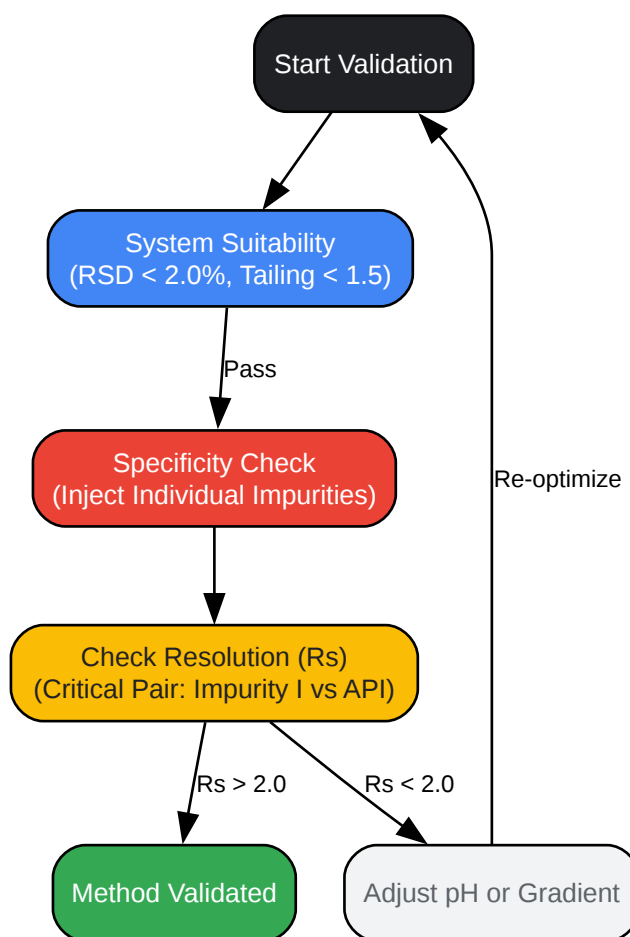 Start Validation
System Suitability
(RSD < 2.0%, Tailing < 1.5)
Pass
Specificity Check
(Inject Individual Impurities)
Re-optimize
Check Resolution (Rs)
(Critical Pair: Impurity I vs API)
Rs > 2.0
Rs < 2.0
Method Validated
Adjust pH or Gradient